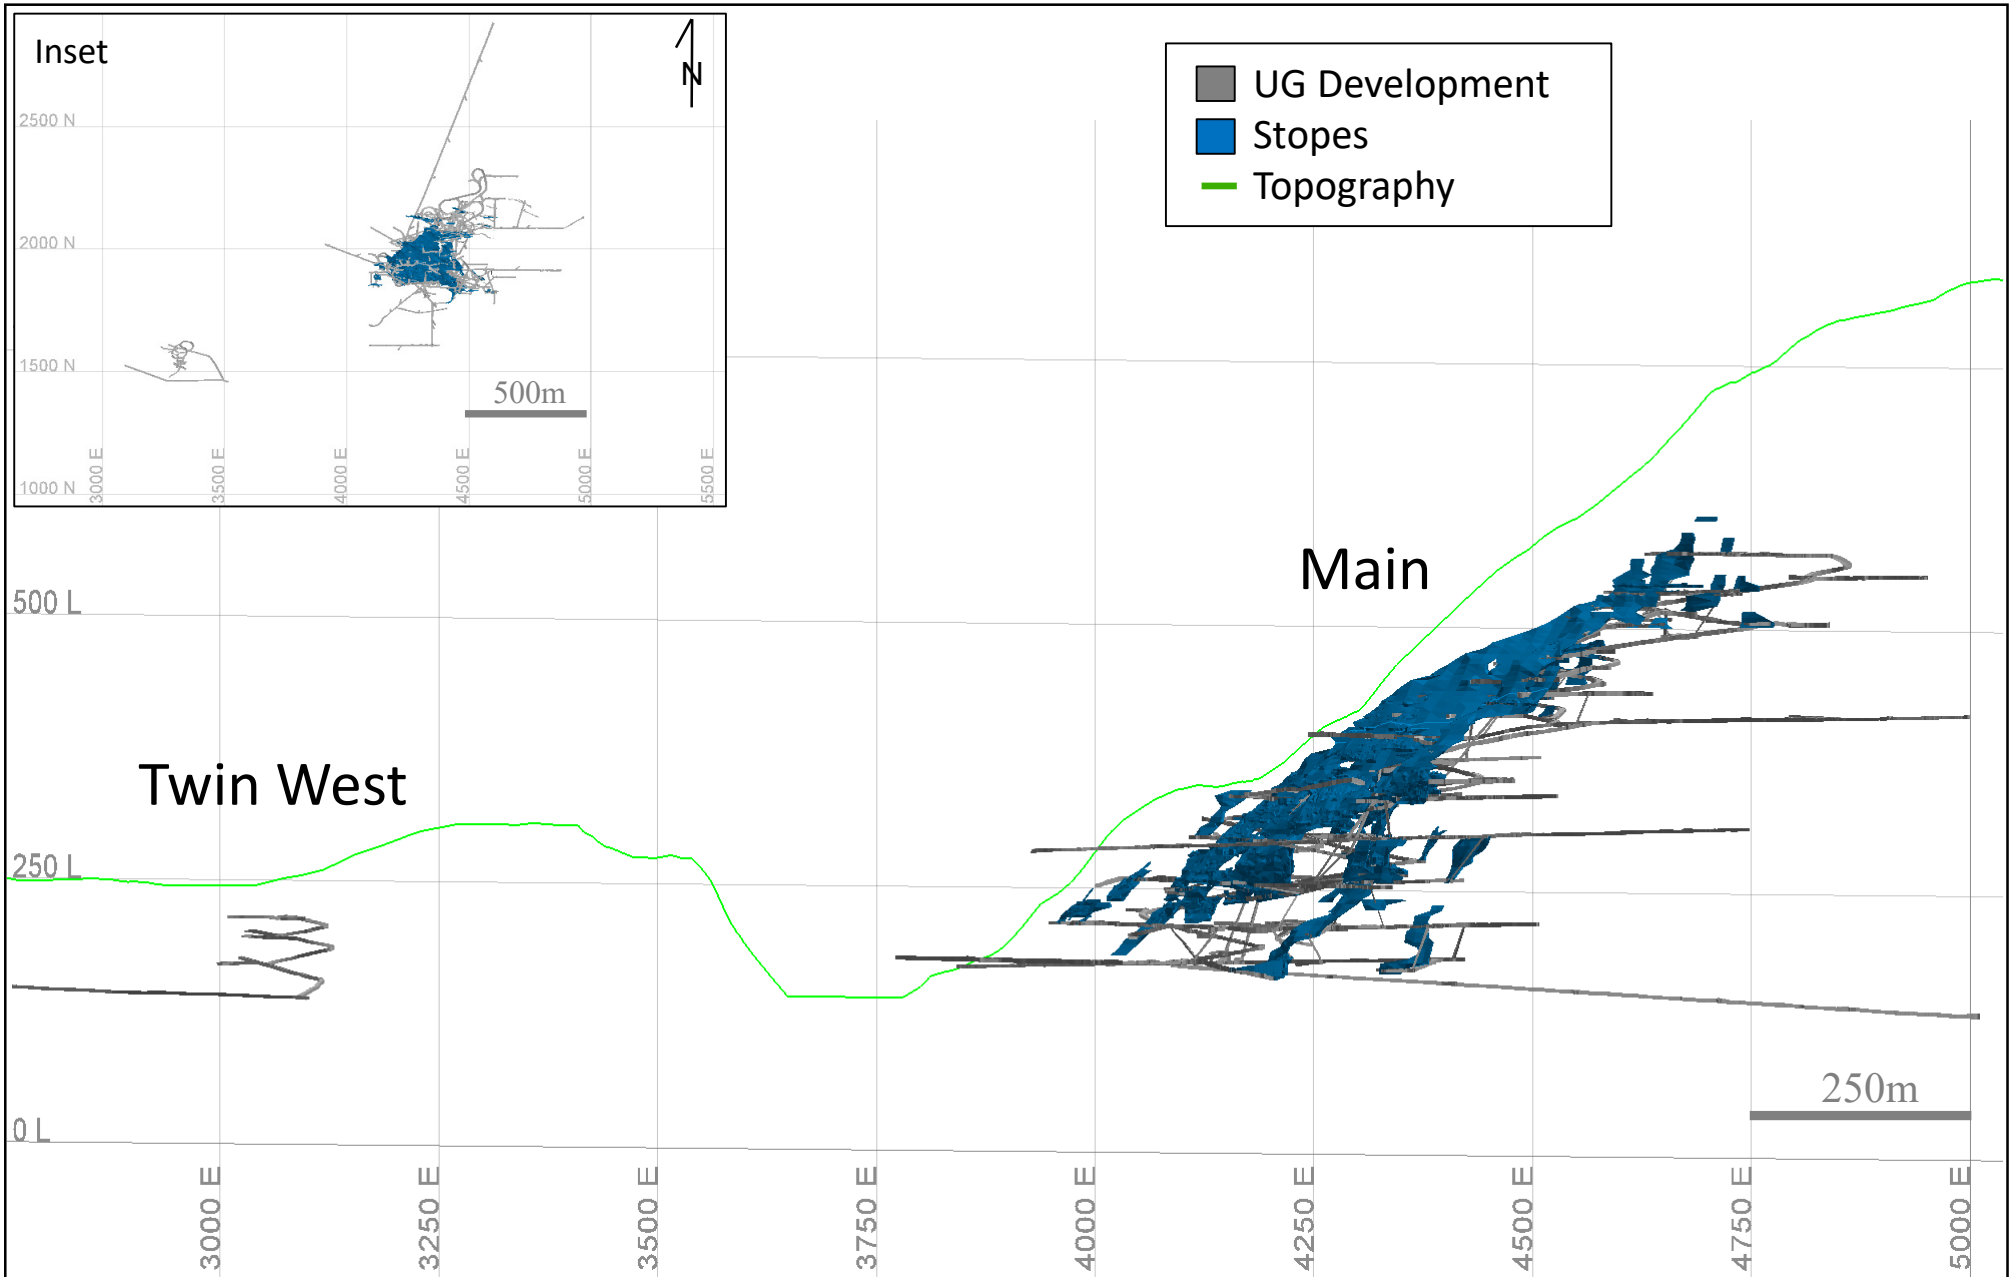 Inset
N
2500 N
2000 N
1500 N
1000 N
3000 E
3500 E
4000 E
4500 E
5000 E
5500 E
500m
UG Development
Stopes
Topography
Main
Twin West
500 L
250 L
0 L
250m
3000 E
3250 E
3500 E
3750 E
4000 E
4250 E
4500 E
4750 E
5000 E